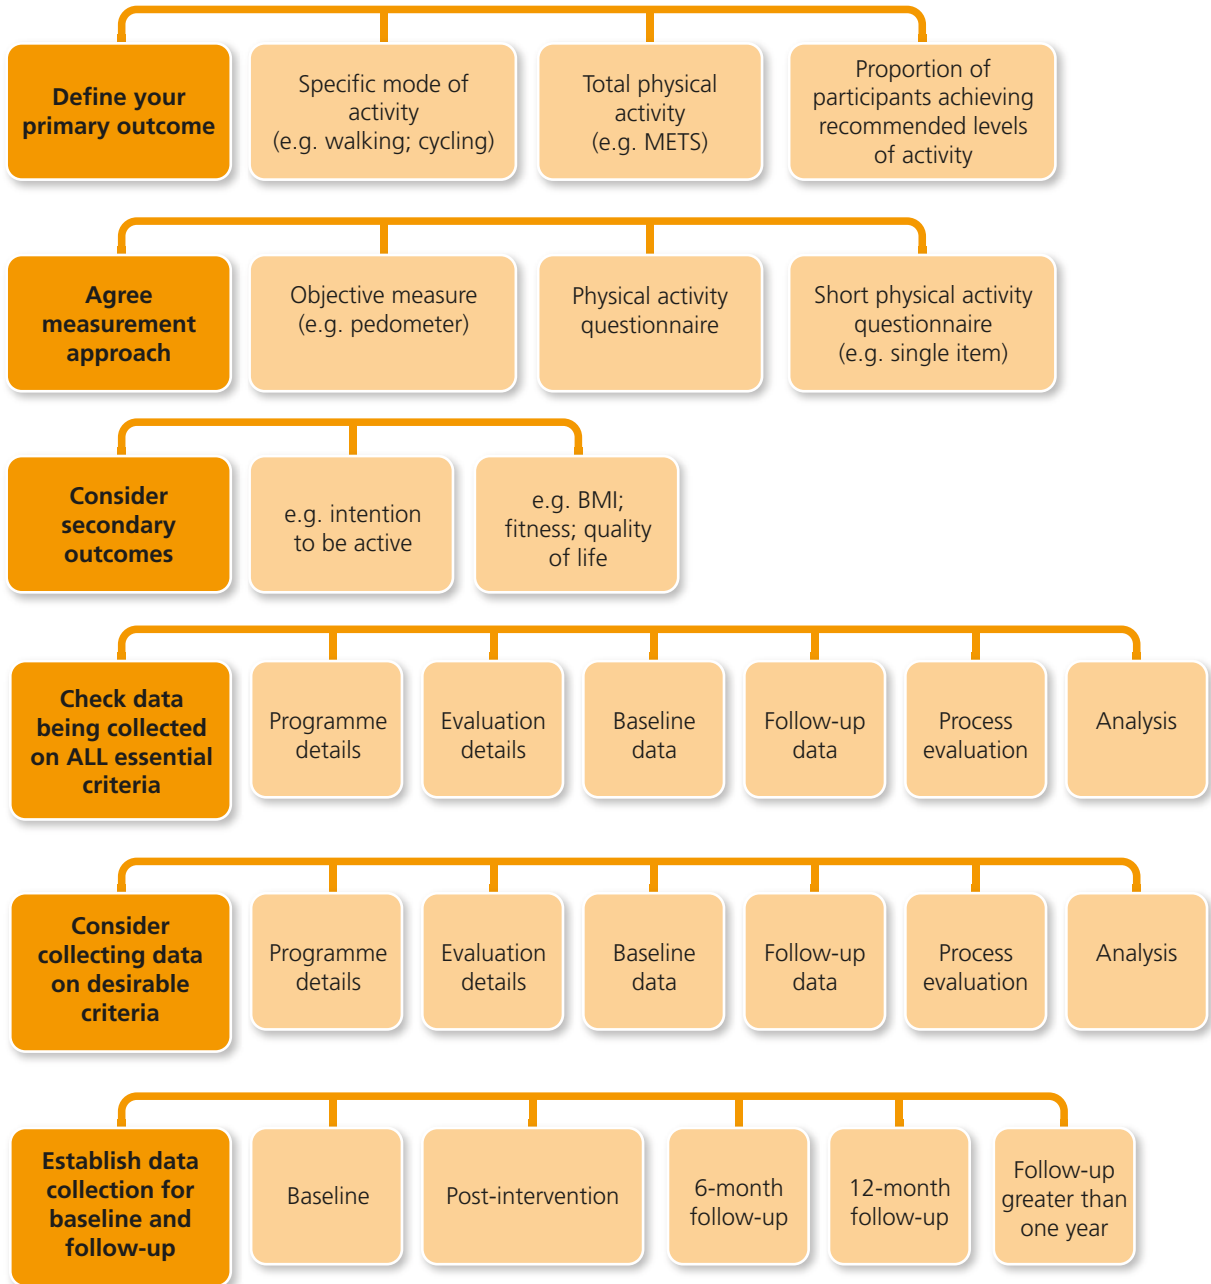 Define your
primary outcome
Specific mode of
activity
(e.g. walking; cycling)
Total physical
activity
(e.g. METS)
Proportion of
participants achieving
recommended levels
of activity
Agree
measurement
approach
Objective measure
(e.g. pedometer)
Physical activity
questionnaire
Short physical activity
questionnaire
(e.g. single item)
Consider
secondary
outcomes
e.g. intention
to be active
e.g. BMI;
fitness; quality
of life
Check data
being collected
on ALL essential
criteria
Programme
details
Evaluation
details
Baseline
data
Follow-up
data
Process
evaluation
Analysis
Consider
collecting data
on desirable
criteria
Programme
details
Evaluation
details
Baseline
data
Follow-up
data
Process
evaluation
Analysis
Establish data
collection for
baseline and
follow-up
Baseline
Post-intervention
6-month
follow-up
12-month
follow-up
Follow-up
greater than
one year